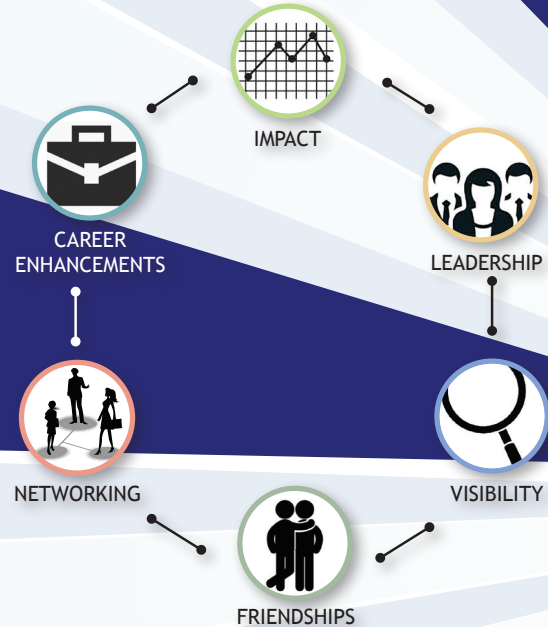 IMPACT
CAREER
ENHANCEMENTS
LEADERSHIP
NETWORKING
VISIBILITY
FRIENDSHIPS